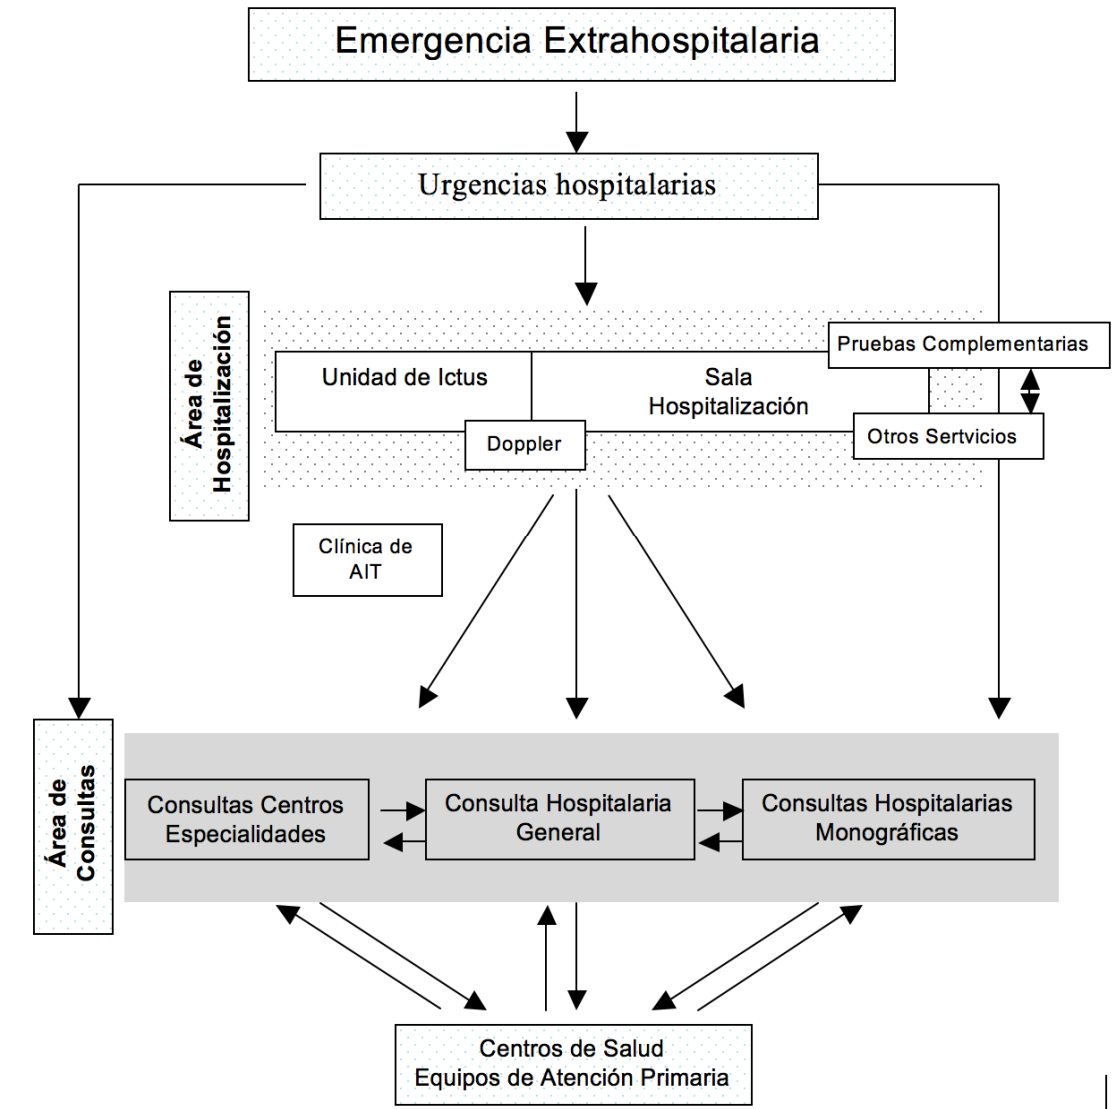 Emergencia Extrahospitalaria
Urgencias hospitalarias
Área de
Hospitalización
Unidad de Ictus
Sala
Hospitalización
Pruebas Complementarias
Doppler
Otros Sertvicios
Clínica de
AIT
Área de
Consultas
Consultas Centros
Especialidades
Consulta Hospitalaria
General
Consultas Hospitalarias
Monográficas
Centros de Salud
Equipos de Atención Primaria